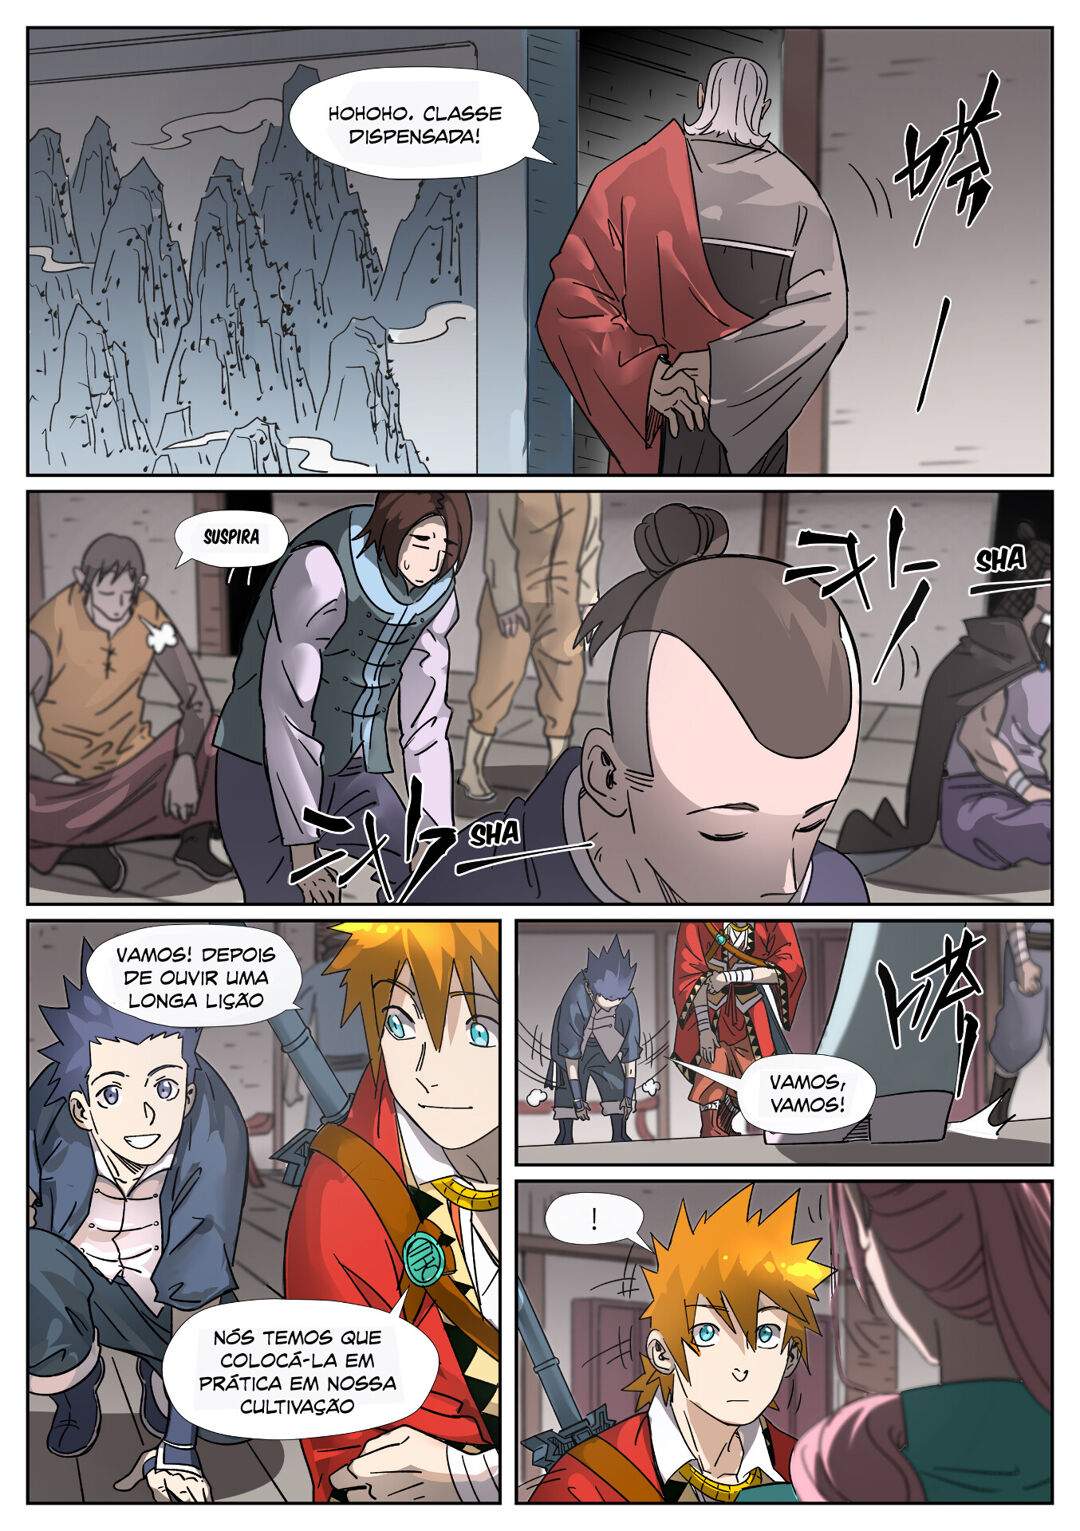 HOHOHO. CLASSE
DISPENSADA!
SUSPIRA
SHA
SHA
VAMOS! DEPOIS
DE OUVIR UMA
LONGA LIÇÃO
NÓS TEMOS QUE
COLOCÁ-LA EM
PRÁTICA EM NOSSA
CULTIVAÇÃO
VAMOS,
VAMOS!
!